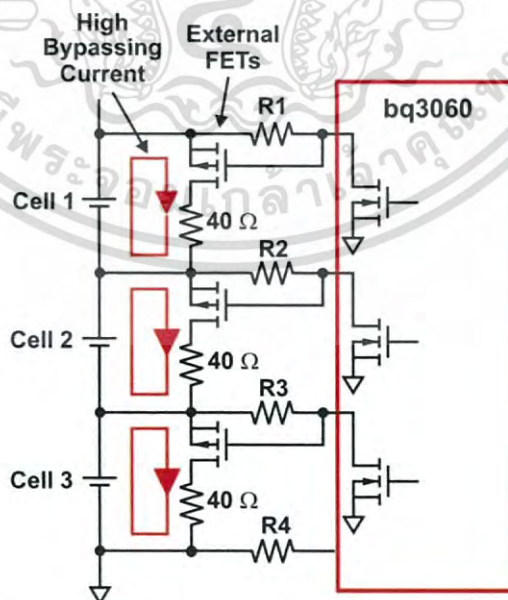 High
Bypassing
Current
External
FETs
R1
bq3060
Cell 1
40 Ω
R2
Cell 2
40 Ω
R3
Cell 3
40 Ω
R4